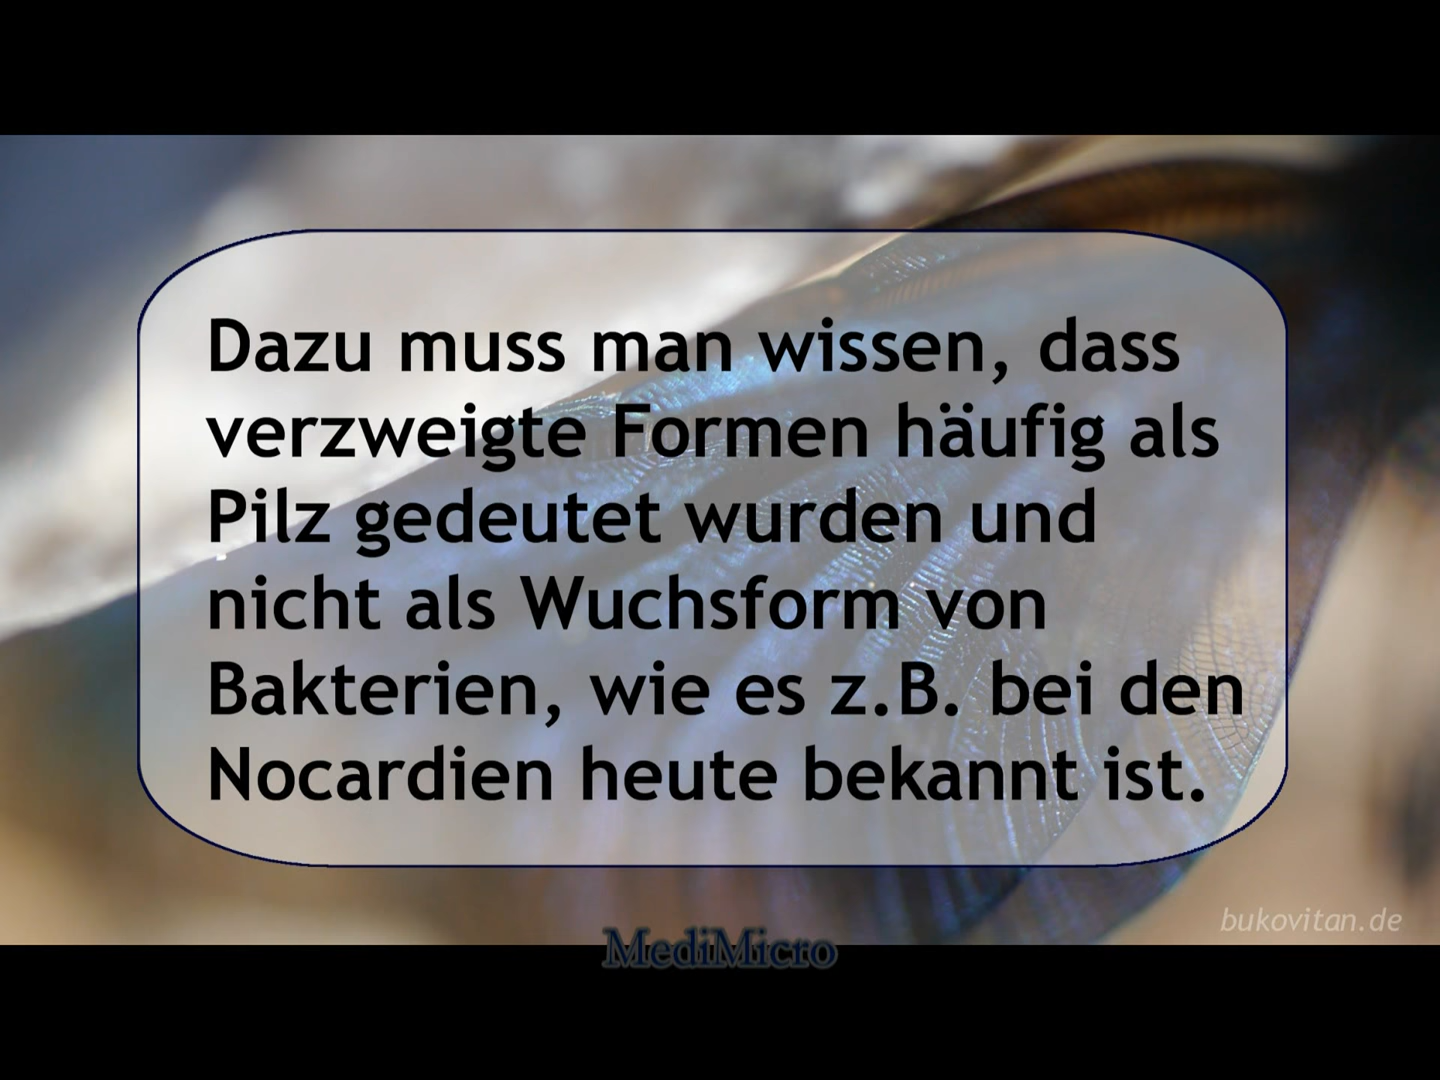 Dazu muss man wissen, dass
verzweigte Formen häufig als
Pilz gedeutet wurden und
nicht als Wuchsform von
Bakterien, wie es z.B. bei den
Nocardien heute bekannt ist.
bukovitan.de
MediMicro